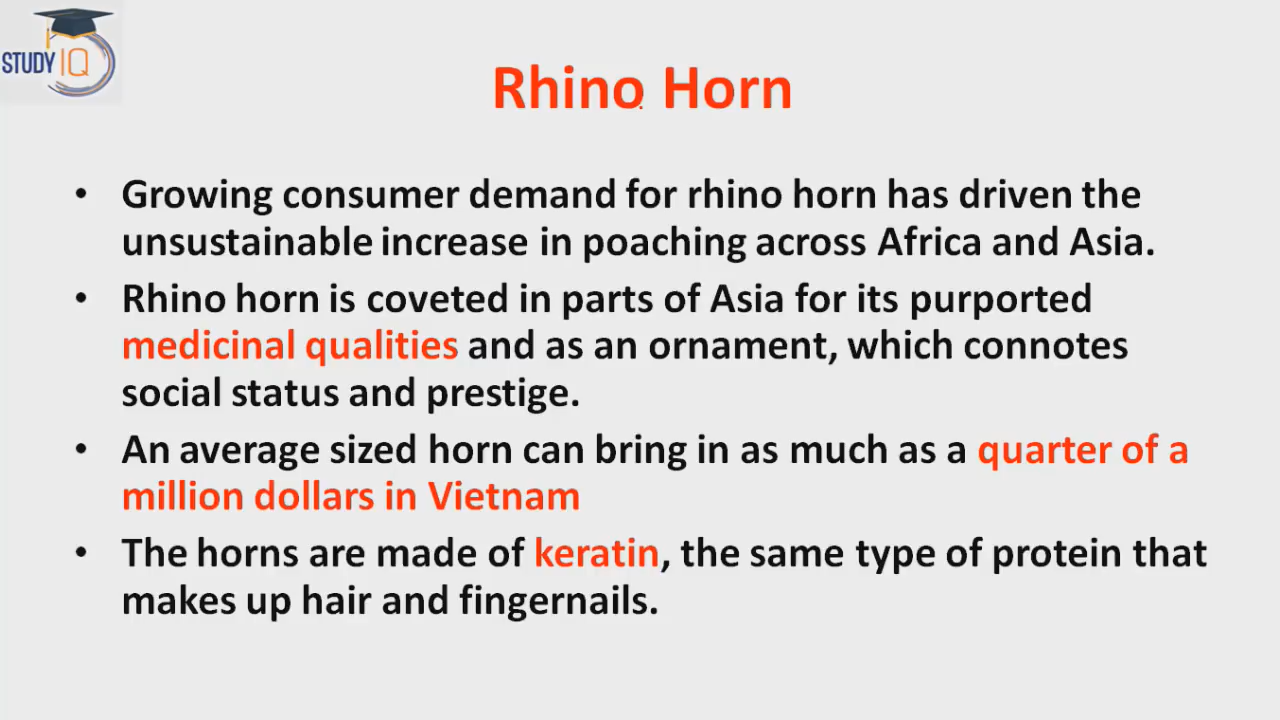 STUDY IQ
Rhino Horn
• Growing consumer demand for rhino horn has driven the
unsustainable increase in poaching across Africa and Asia.
• Rhino horn is coveted in parts of Asia for its purported
medicinal qualities and as an ornament, which connotes
social status and prestige.
• An average sized horn can bring in as much as a quarter of a
million dollars in Vietnam
• The horns are made of keratin, the same type of protein that
makes up hair and fingernails.